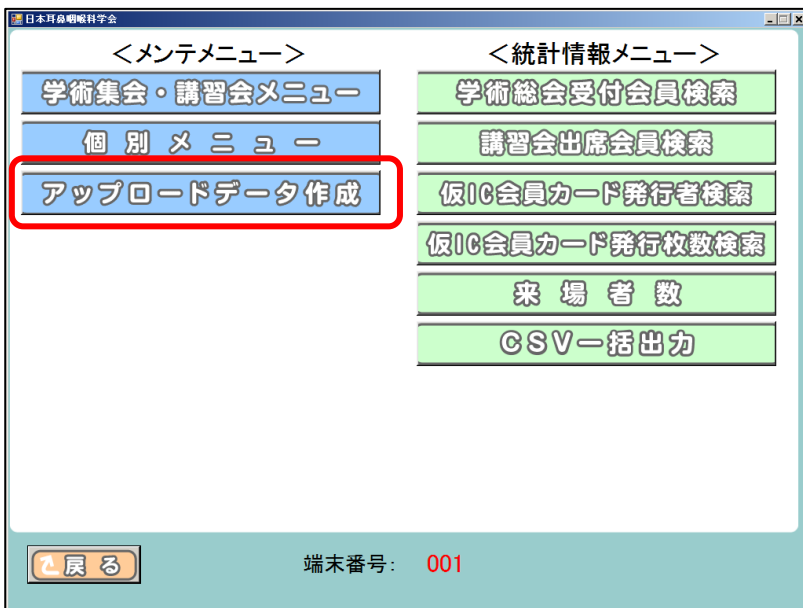 日本耳鼻咽喉科学会
＜メンテメニュー＞
学術集会・講習会メニュー
個別メニュー
アップロードデータ作成
＜統計情報メニュー＞
学術総会受付会員検索
講習会出席会員検索
仮IC会員カード発行者検索
仮IC会員カード発行枚数検索
来場者数
CSV一括出力
戻る
端末番号: 001